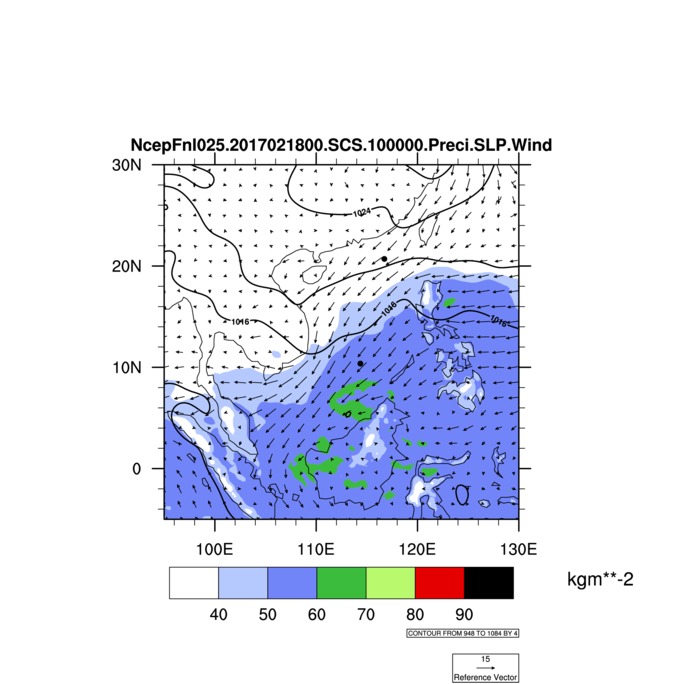 NcepFnl025.2017021800.SCS.100000.Preci.SLP.Wind
30N
1024
20N
1016
1016
1016
10N
0
100E 110E 120E 130E
kgm**-2
40 50 60 70 80 90
CONTOUR FROM 948 TO 1084 BY 4
15
Reference Vector